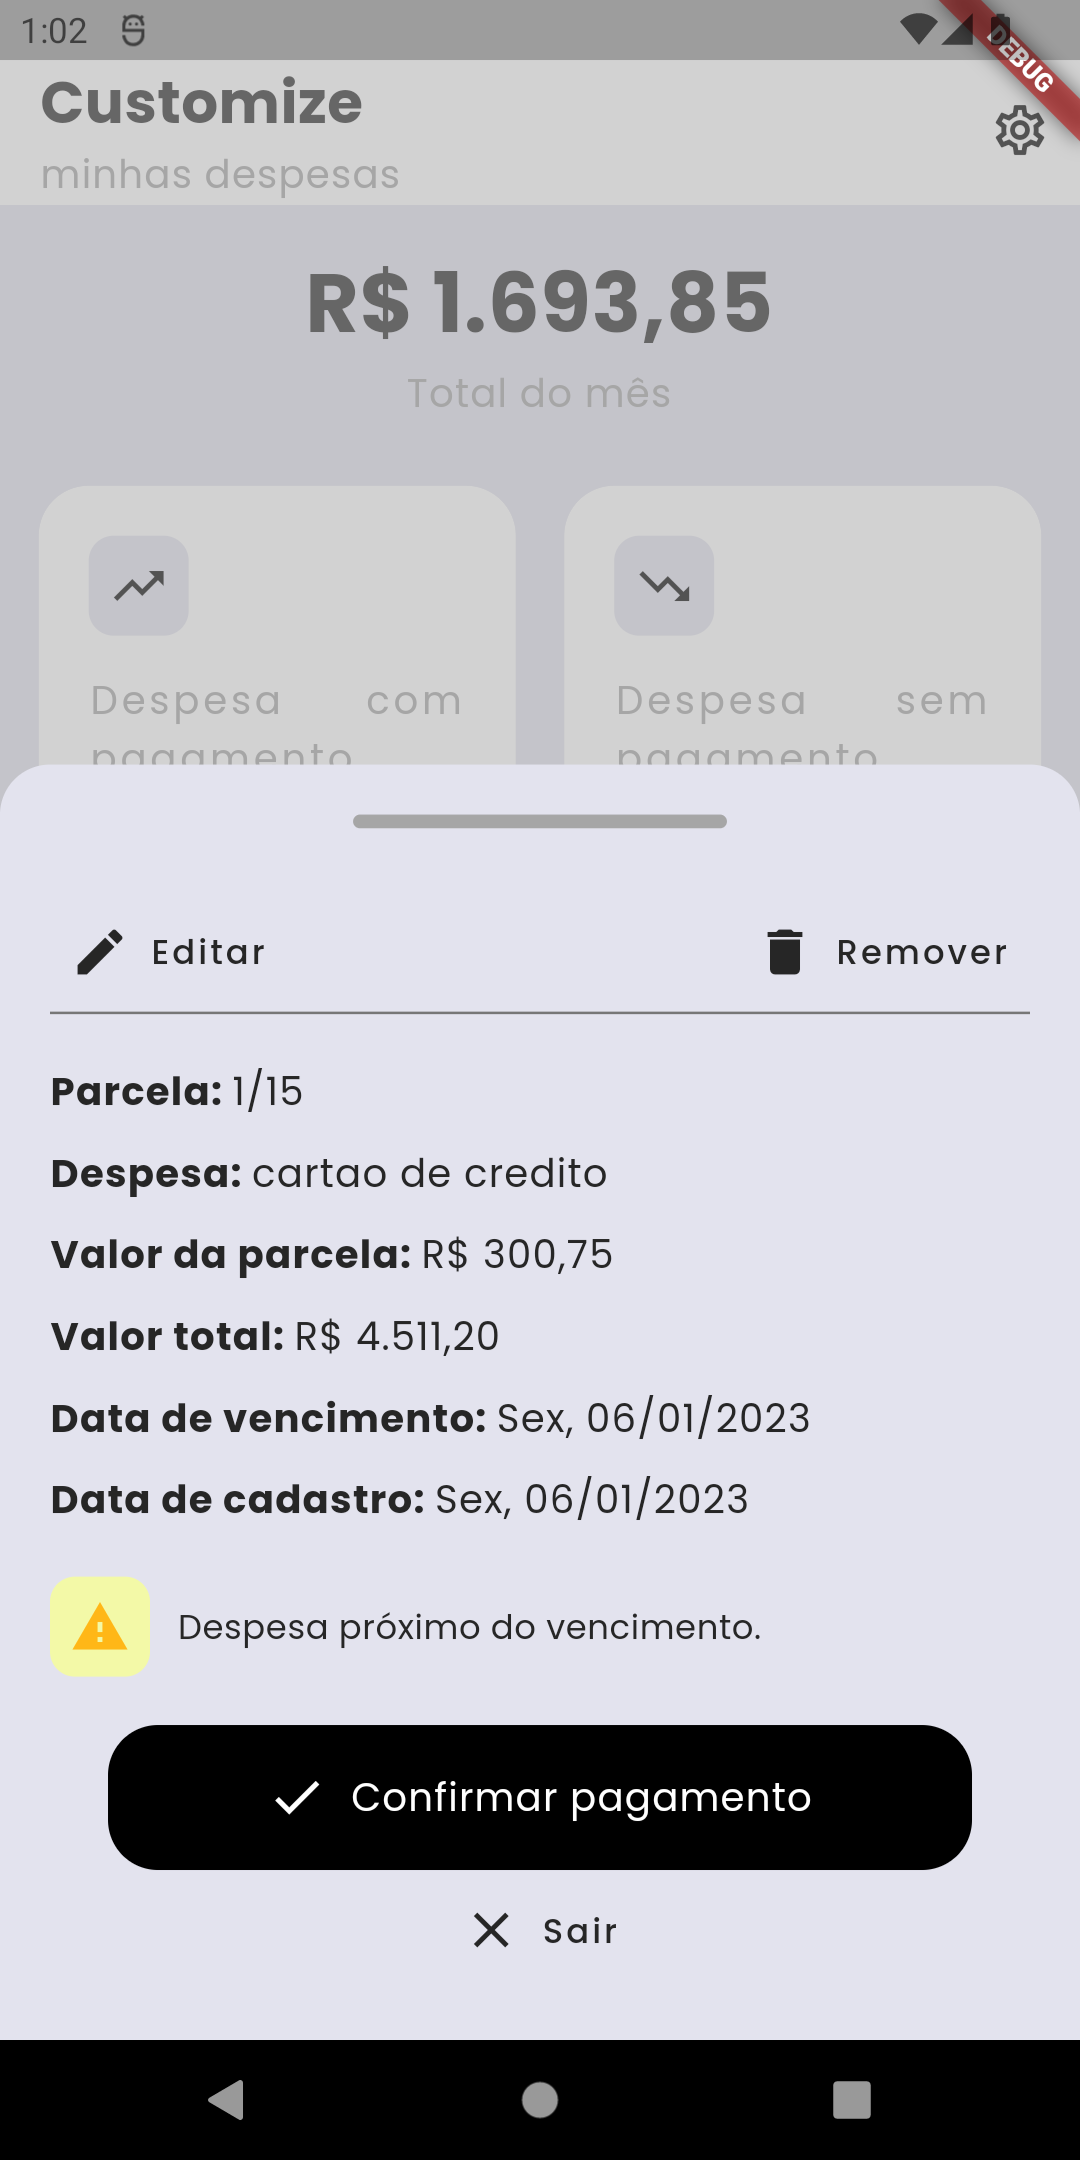 1:02
DEBUG
Customize
minhas despesas
R$ 1.693,85
Total do mês
Despesa com
pagamento
Despesa sem
pagamento
Editar
Remover
Parcela: 1/15
Despesa: cartao de credito
Valor da parcela: R$ 300,75
Valor total: R$ 4.511,20
Data de vencimento: Sex, 06/01/2023
Data de cadastro: Sex, 06/01/2023
Despesa próximo do vencimento.
Confirmar pagamento
Sair